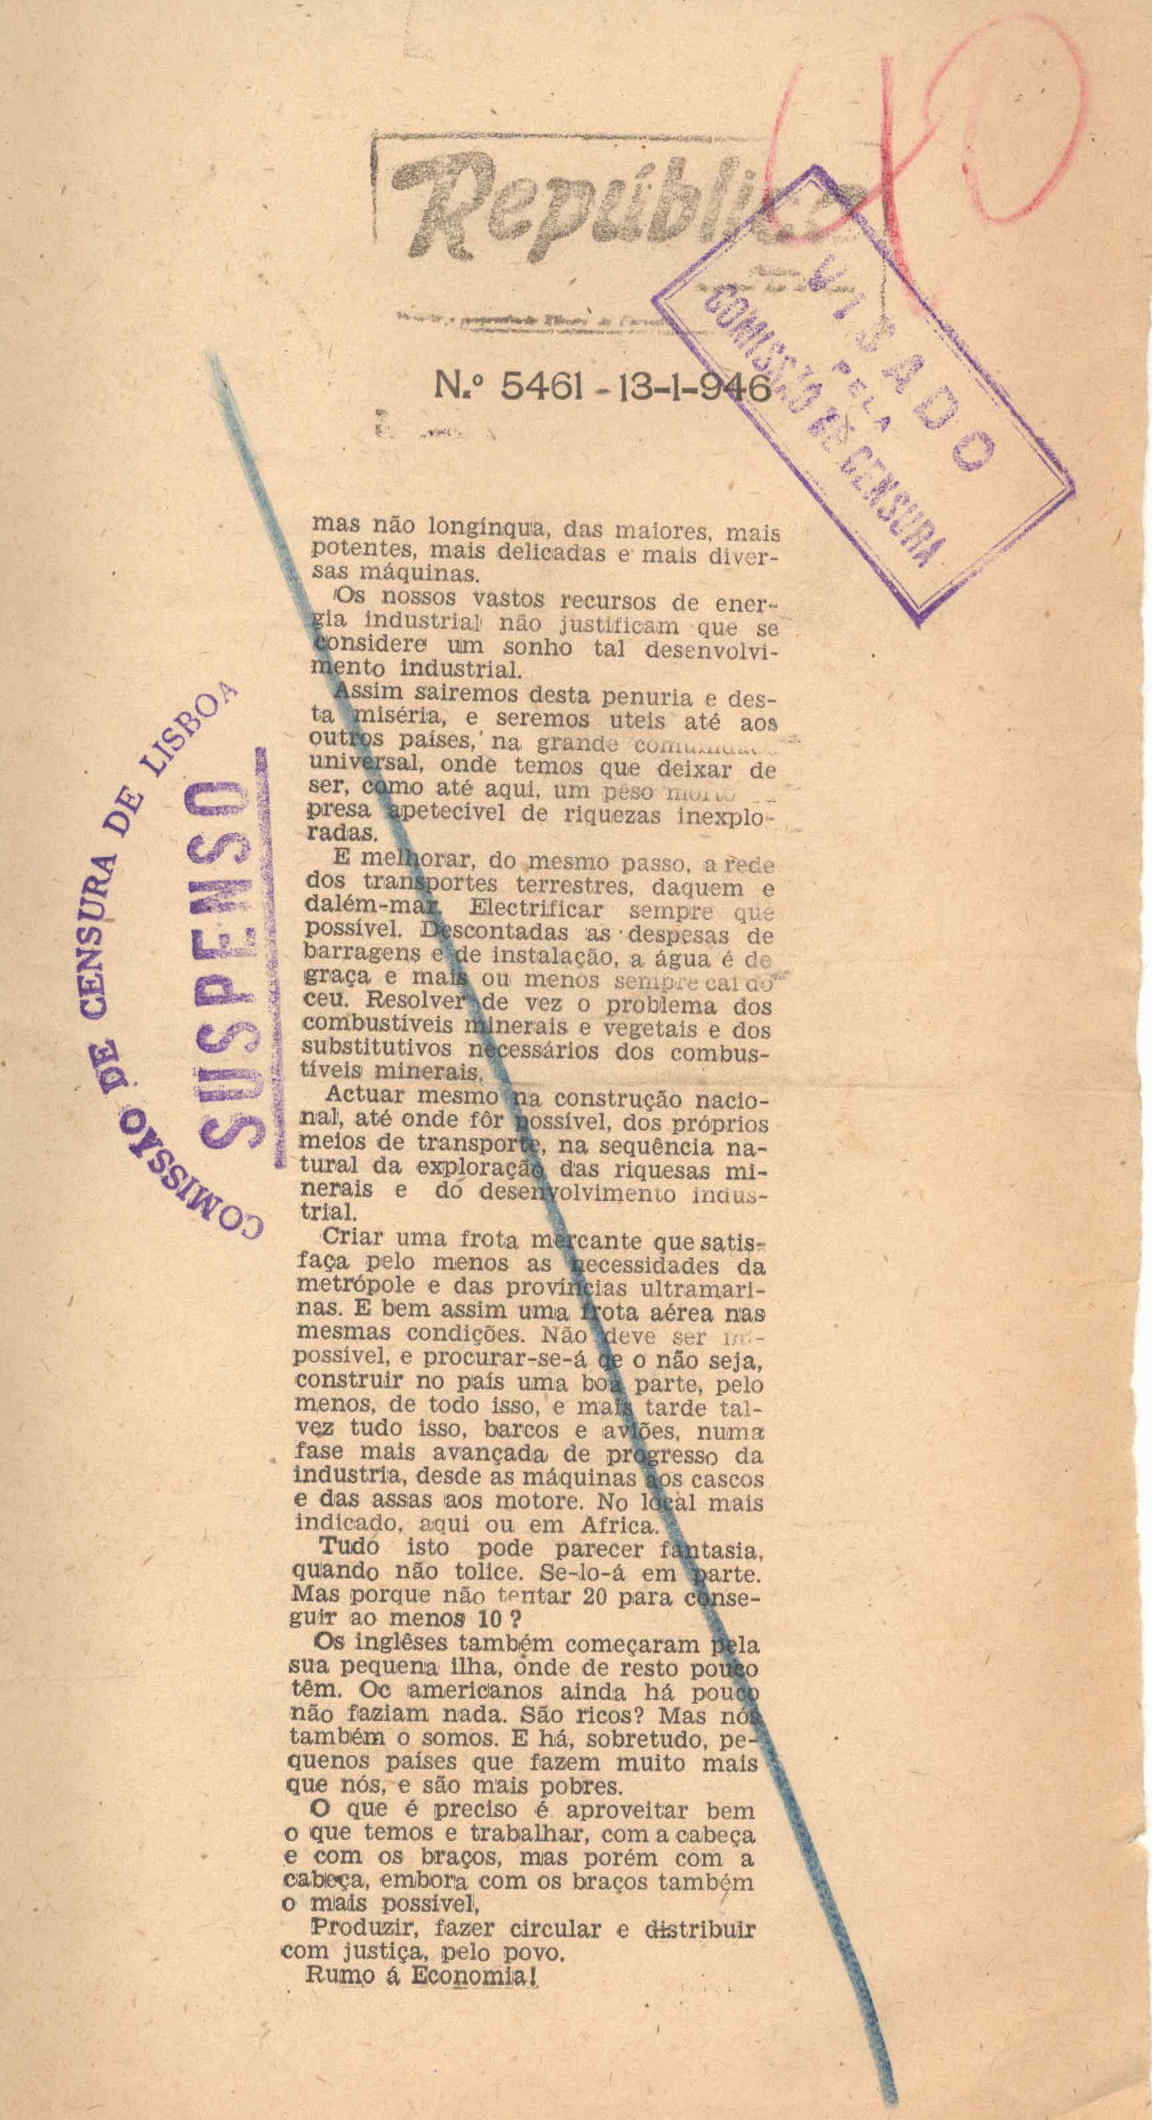 República
N.º 5461 - 13-1-946
VISADO
PELA
COMISSÃO DE CENSURA
COMISSÃO DE CENSURA DE LISBOA
SUSPENSO
mas não longínqua, das maiores, mais
potentes, mais delicadas e mais diver-
sas máquinas.
Os nossos vastos recursos de ener-
gia industrial não justificam que se
considere um sonho tal desenvolvi-
mento industrial.
Assim sairemos desta penuria e des-
ta miséria, e seremos uteis até aos
outros países, na grande
universal, onde temos que deixar de
ser, como até aqui, um pêso morto
presa apetecível de riquezas inexplo-
radas.
E melhorar, do mesmo passo, a rede
dos transportes terrestres, daquem e
dalém-mar. Electrificar sempre que
possível. Descontadas as despesas de
barragens e de instalação, a água é de
graça e mais ou menos sempre cai do
ceu. Resolver de vez o problema dos
combustíveis minerais e vegetais e dos
substitutivos necessários dos combus-
tíveis minerais.
Actuar mesmo na construção nacio-
nal, até onde fôr possível, dos próprios
meios de transporte, na sequência na-
tural da exploração das riquesas mi-
nerais e do desenvolvimento indus-
trial.
Criar uma frota mercante que satis-
faça pelo menos as necessidades da
metrópole e das províncias ultramari-
nas. E bem assim uma frota aérea nas
mesmas condições. Não deve ser im-
possível, e procurar-se-á qe o não seja,
construir no país uma boa parte, pelo
menos, de todo isso, e mais tarde tal-
vez tudo isso, barcos e aviões, numa
fase mais avançada de progresso da
industria, desde as máquinas aos cascos
e das assas aos motore. No local mais
indicado, aqui ou em Africa.
Tudo isto pode parecer fantasia,
quando não tolice. Se-lo-á em parte.
Mas porque não tentar 20 para conse-
guir ao menos 10?
Os inglêses também começaram pela
sua pequena ilha, onde de resto pouco
têm. Oc americanos ainda há pouco
não faziam nada. São ricos? Mas nós
também o somos. E há, sobretudo, pe-
quenos países que fazem muito mais
que nós, e são mais pobres.
O que é preciso é aproveitar bem
o que temos e trabalhar, com a cabeça
e com os braços, mas porém com a
cabeça, embora com os braços também
o mais possível,
Produzir, fazer circular e distribuir
com justiça, pelo povo.
Rumo á Economia!